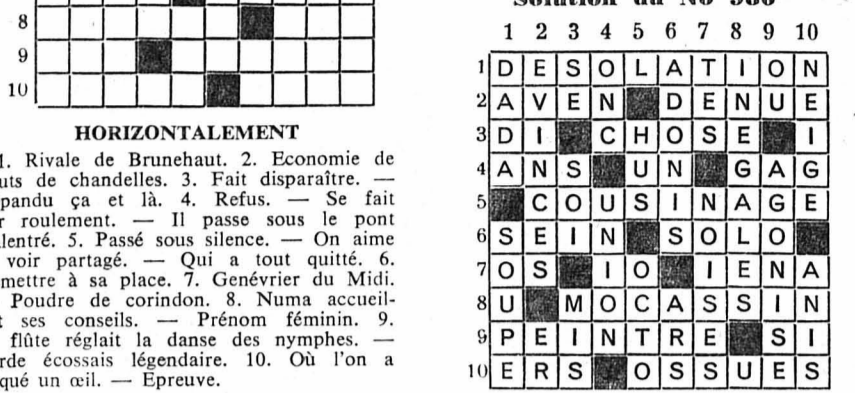 8
9
10
HORIZONTALEMENT
1. Rivale de Brunehaut. 2. Economie de
uts de chandelles. 3. Fait disparaître. —
pandu ça et là. 4. Refus. — Se fait
r roulement. — Il passe sous le pont
lentré. 5. Passé sous silence. — On aime
voir partagé. — Qui a tout quitté. 6.
mettre à sa place. 7. Genévrier du Midi.
Poudre de corindon. 8. Numa accueil-
t ses conseils. — Prénom féminin. 9.
flûte réglait la danse des nymphes. —
rde écossais légendaire. 10. Où l'on a
qué un œil. — Epreuve.
Solution du No
1 2 3 4 5 6 7 8 9 10
1 D E S O L A T I O N
2 A V E N D E N U E
3 D I C H O S E I
4 A N S U N G A G
5 C O U S I N A G E
6 S E I N S O L O
7 O S I O I E N A
8 U M O C A S S I N
9 P E I N T R E S I
10 E R S O S S U E S